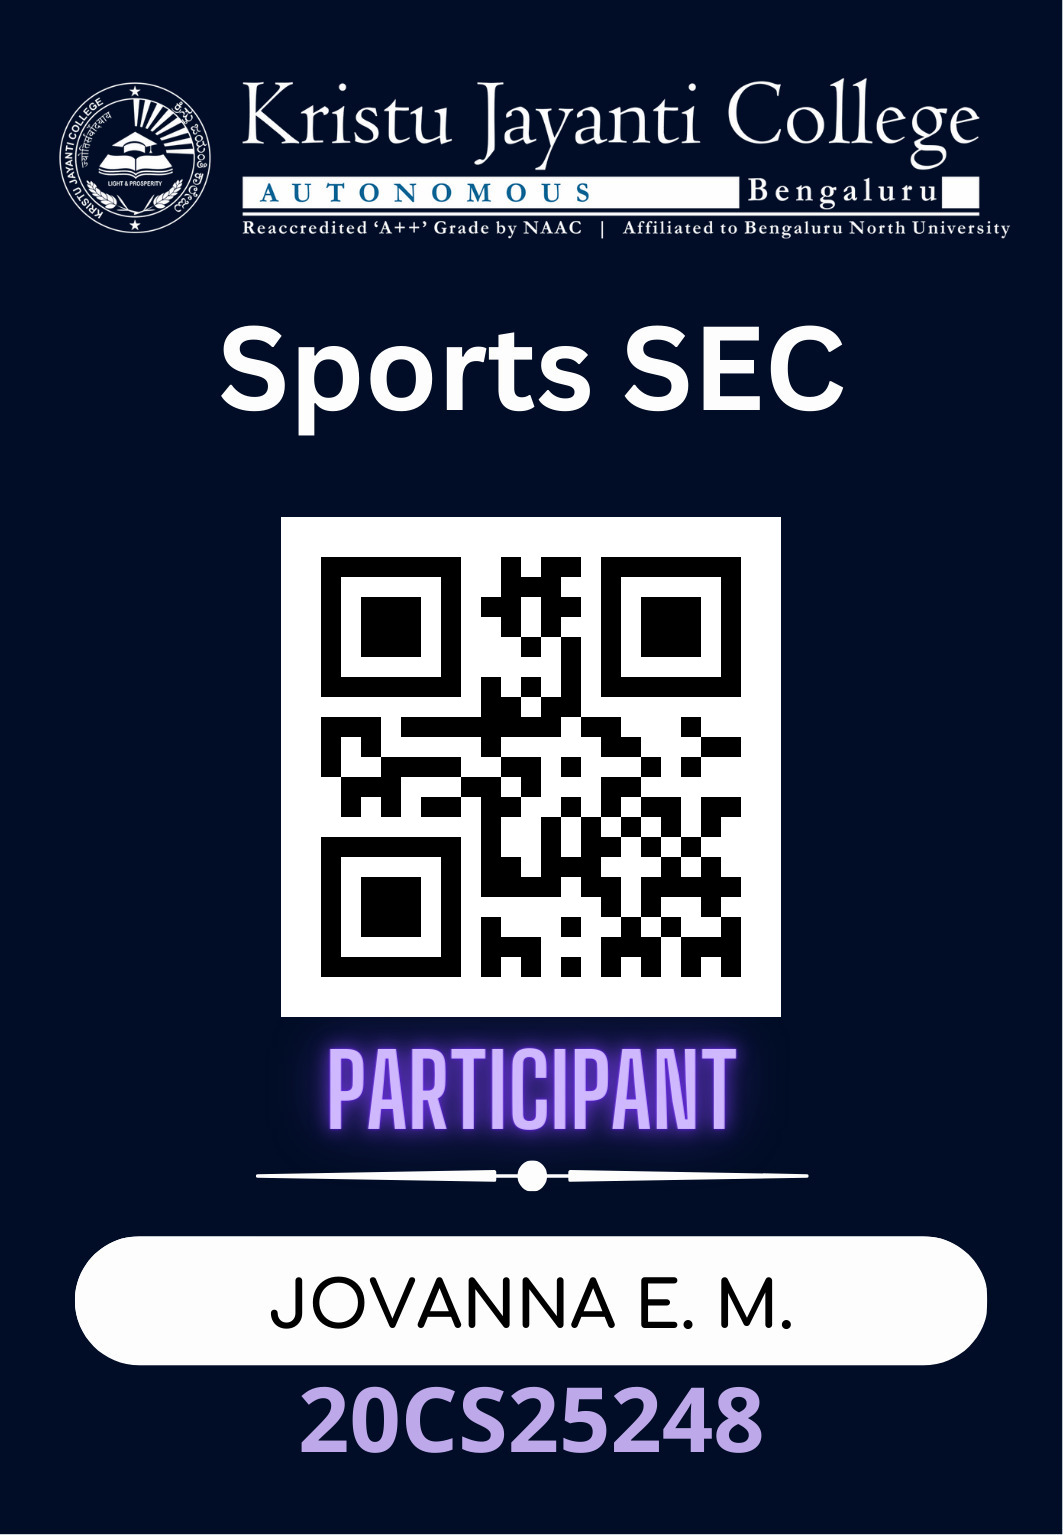 KRISTU JAYANTI COLLEGE
ज्योतिसंवादयाय
LIGHT & PROSPERITY
Kristu Jayanti College
AUTONOMOUS Bengaluru
Reaccredited ‘A++’ Grade by NAAC | Affiliated to Bengaluru North University
Sports SEC
PARTICIPANT
JOVANNA E. M.
20CS25248